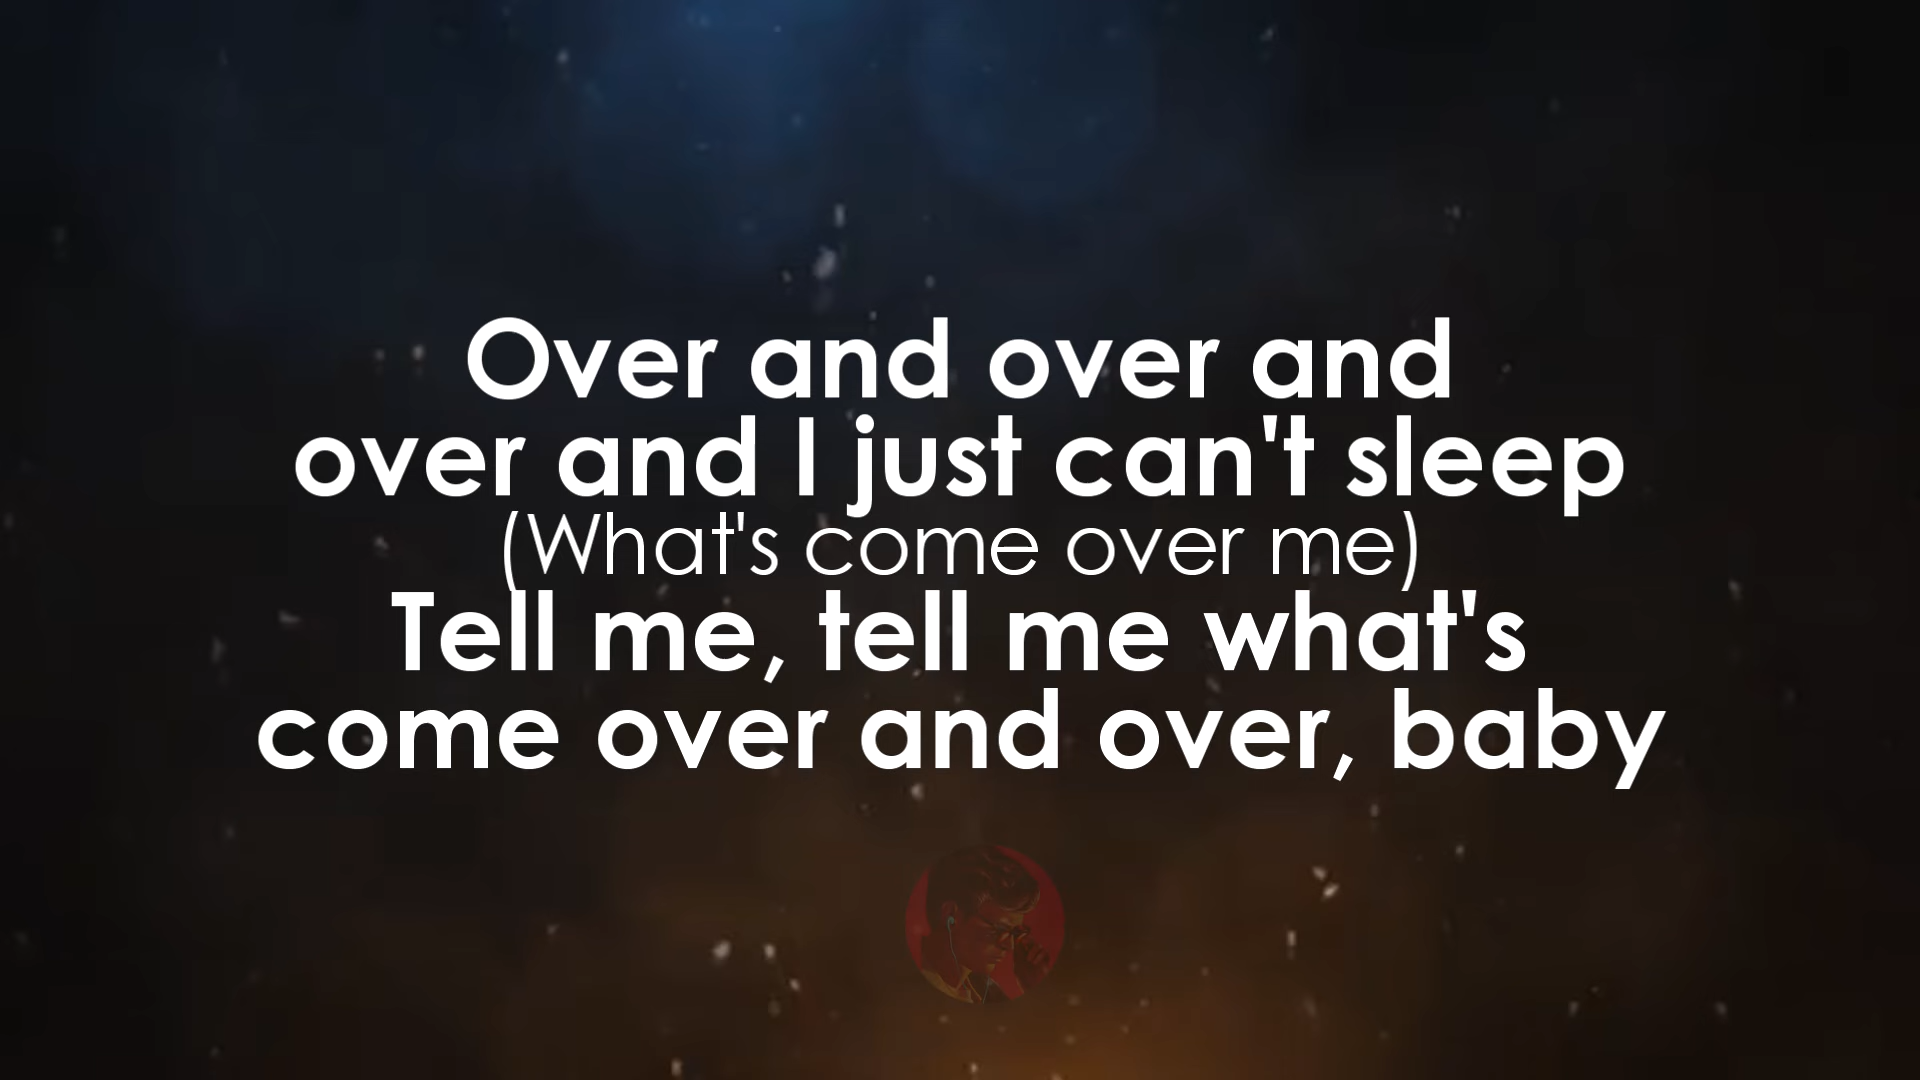 Over and over and
over and I just can't sleep
(What's come over me)
Tell me, tell me what's
come over and over, baby